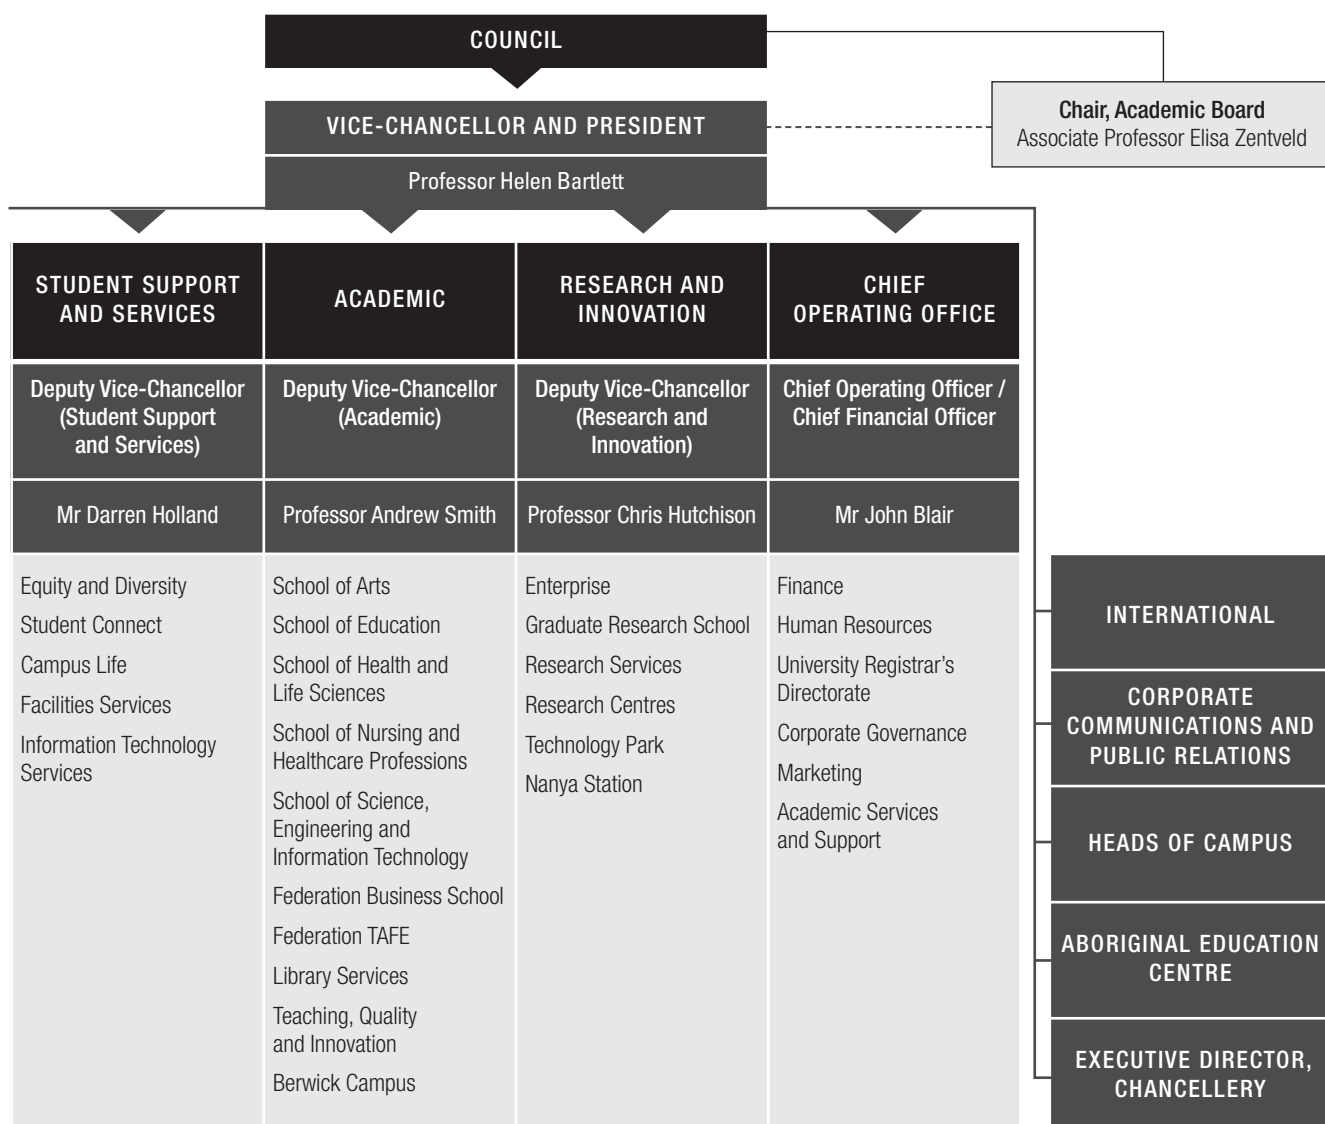 COUNCIL
VICE-CHANCELLOR AND PRESIDENT
Professor Helen Bartlett
Chair, Academic Board
Associate Professor Elisa Zentveld
STUDENT SUPPORT
AND SERVICES
Deputy Vice-Chancellor
(Student Support
and Services)
Mr Darren Holland
Equity and Diversity
Student Connect
Campus Life
Facilities Services
Information Technology
Services
ACADEMIC
Deputy Vice-Chancellor
(Academic)
Professor Andrew Smith
School of Arts
School of Education
School of Health and
Life Sciences
School of Nursing and
Healthcare Professions
School of Science,
Engineering and
Information Technology
Federation Business School
Federation TAFE
Library Services
Teaching, Quality
and Innovation
Berwick Campus
RESEARCH AND
INNOVATION
Deputy Vice-Chancellor
(Research and
Innovation)
Professor Chris Hutchison
Enterprise
Graduate Research School
Research Services
Research Centres
Technology Park
Nanya Station
CHIEF
OPERATING OFFICE
Chief Operating Officer /
Chief Financial Officer
Mr John Blair
Finance
Human Resources
University Registrar's
Directorate
Corporate Governance
Marketing
Academic Services
and Support
INTERNATIONAL
CORPORATE
COMMUNICATIONS AND
PUBLIC RELATIONS
HEADS OF CAMPUS
ABORIGINAL EDUCATION
CENTRE
EXECUTIVE DIRECTOR,
CHANCELLERY